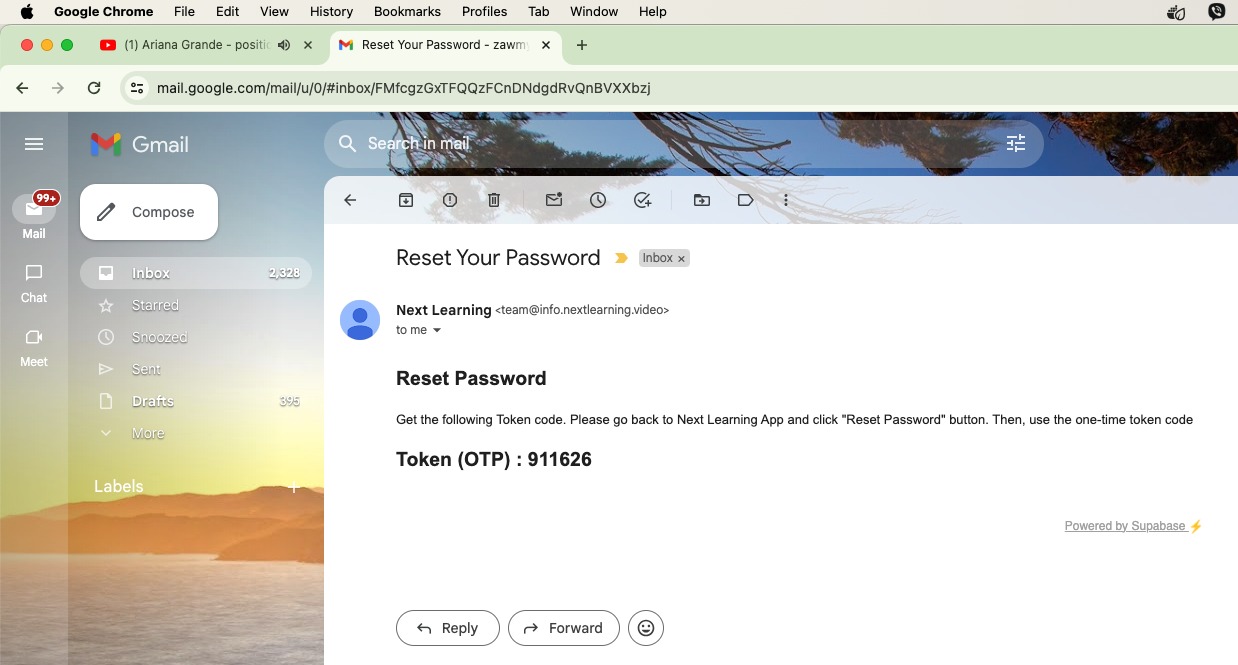 Google Chrome File Edit View History Bookmarks Profiles Tab Window Help
(1) Ariana Grande - positic
Reset Your Password - zawmy
mail.google.com/mail/u/0/#inbox/FMfcgzGxTFQQzFCnDNdgdRvQnBVXXbzj
Gmail
Search in mail
99+
Mail
Chat
Meet
Compose
Inbox 2,328
Starred
Snoozed
Sent
Drafts 395
More
Labels
Reset Your Password Inbox ×
Next Learning <team@info.nextlearning.video>
to me
Reset Password
Get the following Token code. Please go back to Next Learning App and click "Reset Password" button. Then, use the one-time token code
Token (OTP) : 911626
Powered by Supabase ⚡
Reply Forward